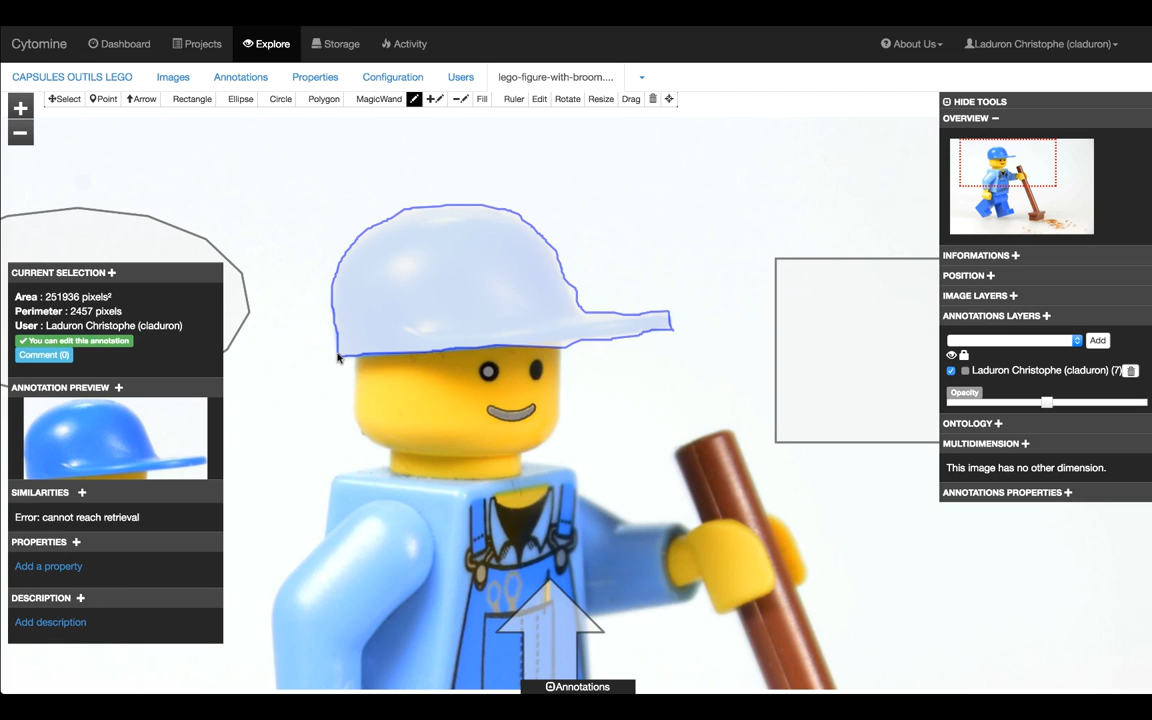 Cytomine Dashboard Projects Explore Storage Activity About Us Laduron Christophe (claduron)
CAPSULES OUTILS LEGO Images Annotations Properties Configuration Users lego-figure-with-broom....
Select Point Arrow Rectangle Ellipse Circle Polygon MagicWand Fill Ruler Edit Rotate Resize Drag
CURRENT SELECTION
Area : 251936 pixels²
Perimeter : 2457 pixels
User : Laduron Christophe (claduron)
You can edit this annotation
Comment (0)
ANNOTATION PREVIEW
SIMILARITIES
Error: cannot reach retrieval
PROPERTIES
Add a property
DESCRIPTION
Add description
Annotations
HIDE TOOLS
OVERVIEW
INFORMATIONS
POSITION
IMAGE LAYERS
ANNOTATIONS LAYERS
Add
Laduron Christophe (claduron) (7)
Opacity
ONTOLOGY
MULTIDIMENSION
This image has no other dimension.
ANNOTATIONS PROPERTIES